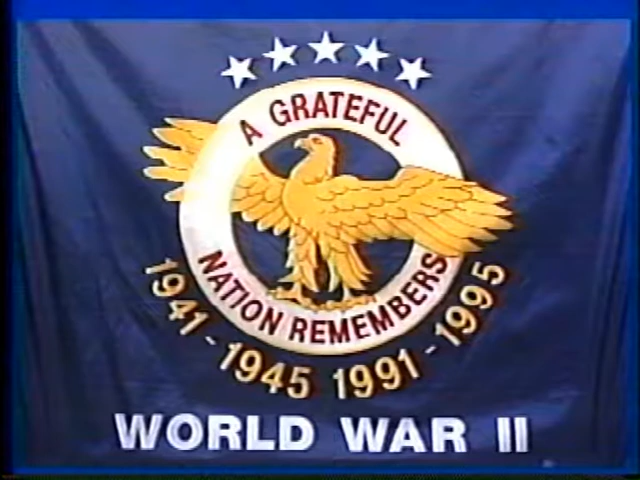 A GRATEFUL
NATION REMEMBERS
1941-1945 1991-1995
WORLD WAR II